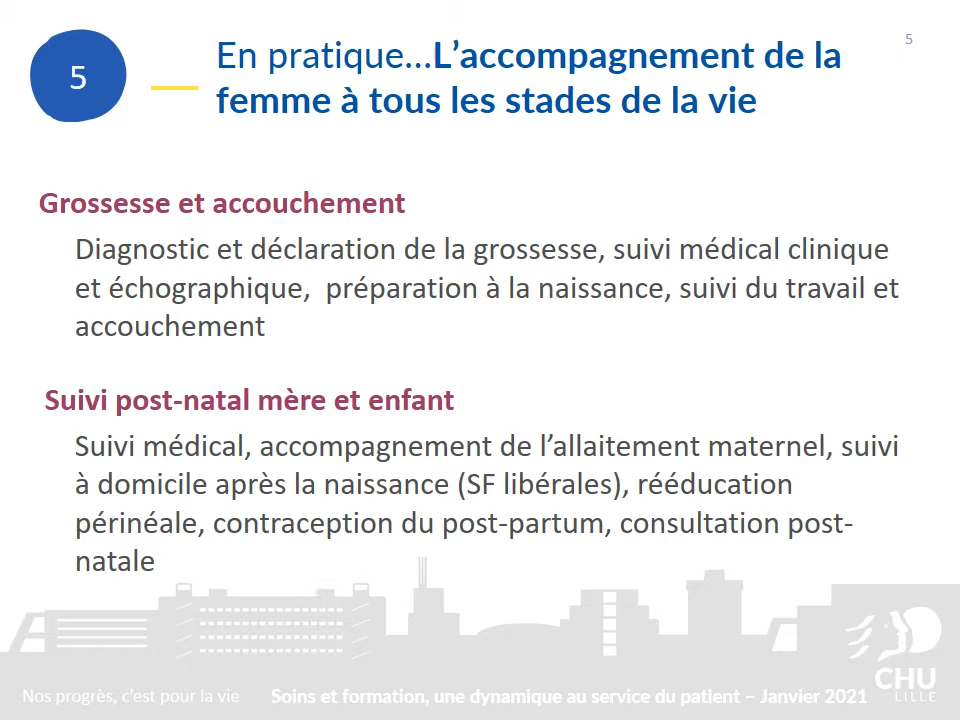 5
En pratique...L’accompagnement de la
femme à tous les stades de la vie
5
Grossesse et accouchement
Diagnostic et déclaration de la grossesse, suivi médical clinique
et échographique,  préparation à la naissance, suivi du travail et
accouchement
Suivi post-natal mère et enfant
Suivi médical, accompagnement de l’allaitement maternel, suivi
à domicile après la naissance (SF libérales), rééducation
périnéale, contraception du post-partum, consultation post-
natale
Nos progrès, c’est pour la vie
Soins et formation, une dynamique au service du patient – Janvier 2021
CHU
LILLE